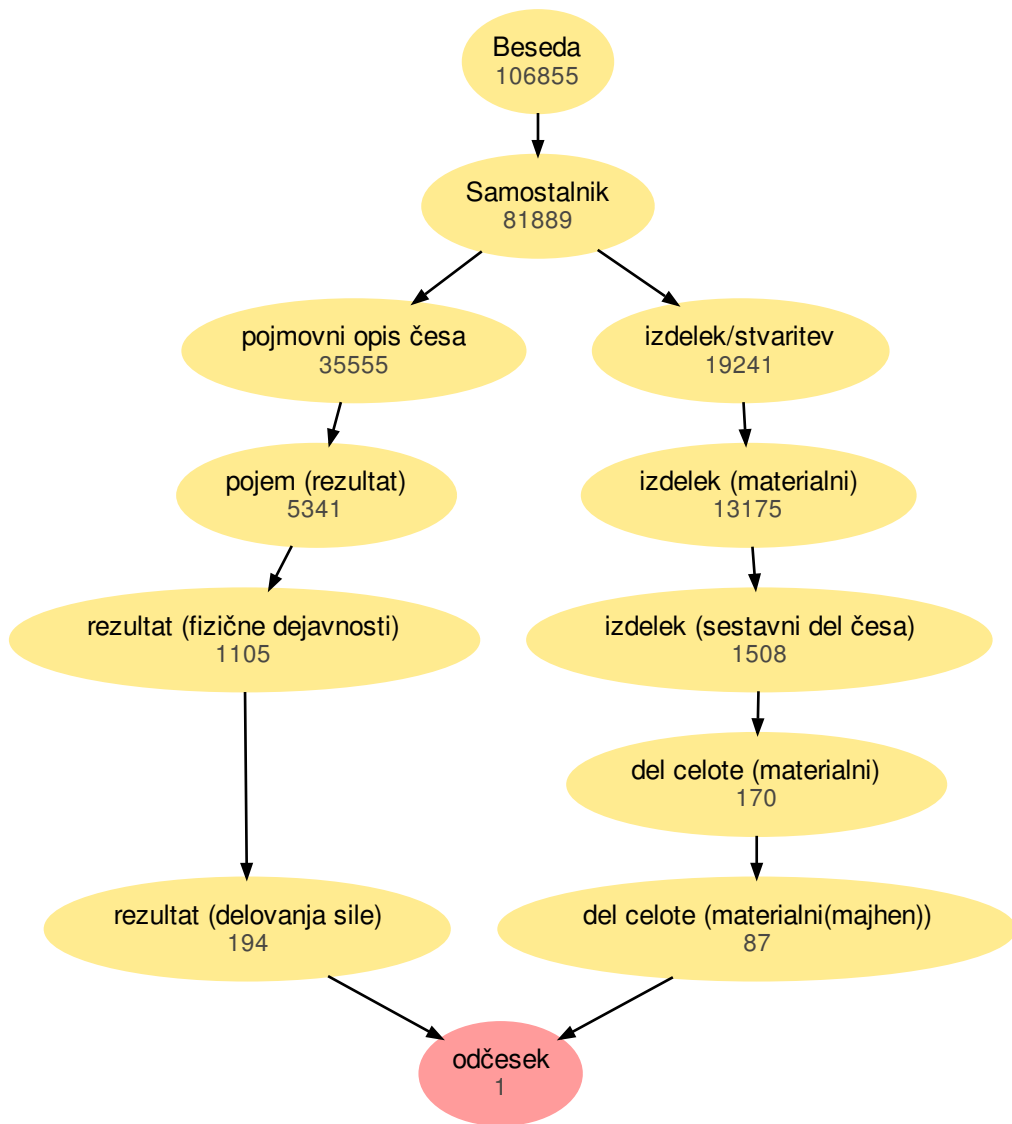 Beseda
106855
Samostalnik
81889
pojmovni opis česa
35555
izdelek/stvaritev
19241
pojem (rezultat)
5341
izdelek (materialni)
13175
rezultat (fizične dejavnosti)
1105
izdelek (sestavni del česa)
1508
del celote (materialni)
170
rezultat (delovanja sile)
194
del celote (materialni(majhen))
87
odčesek
1